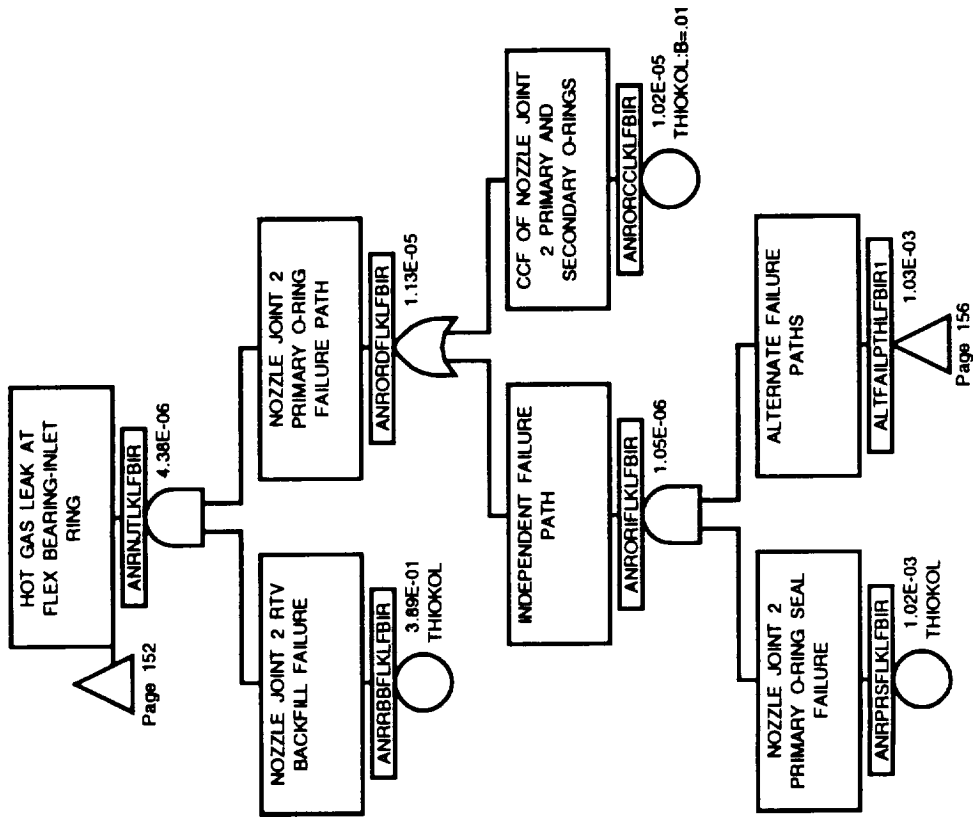 HOT GAS LEAK AT
FLEX BEARING-INLET
RING
Page 152
ANRNJTLKLFBIR
4.38E-06
NOZZLE JOINT 2 RTV
BACKFILL FAILURE
ANRRBBFLKLFBIR
3.89E-01
THIOKOL
NOZZLE JOINT 2
PRIMARY O-RING
FAILURE PATH
ANRORDFLKLFBIR
1.13E-05
INDEPENDENT FAILURE
PATH
ANRORIFLKLFBIR
1.05E-06
CCF OF NOZZLE JOINT
2 PRIMARY AND
SECONDARY O-RINGS
ANRORCCLKLFBIR
1.02E-05
THIOKOL:B=.01
NOZZLE JOINT 2
PRIMARY O-RING SEAL
FAILURE
ANRPRSFLKLFBIR
1.02E-03
THIOKOL
ALTERNATE FAILURE
PATHS
ALTFAILPTHLFBIR1
1.03E-03
Page 156